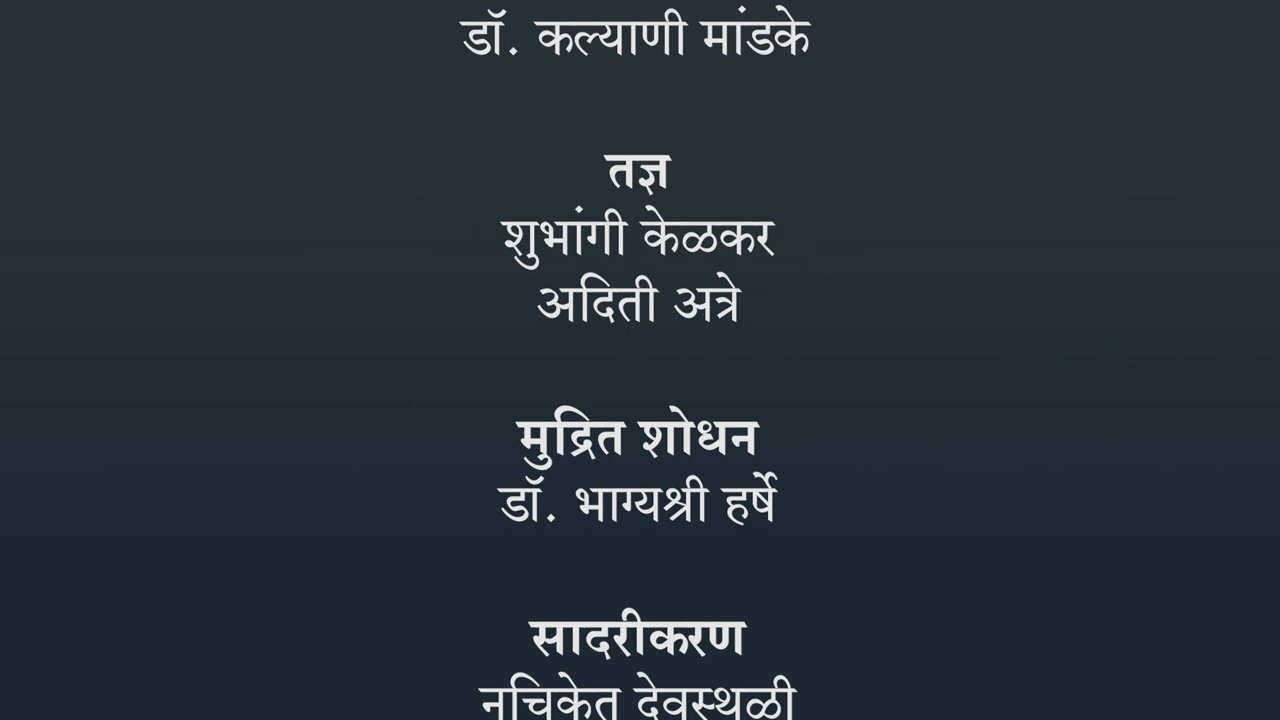 डॉ. कल्याणी मांडके
तज्ञ
शुभांगी केळकर
अदिती अत्रे
मुद्रित शोधन
डॉ. भाग्यश्री हर्षे
सादरीकरण
नचिकेत देवस्थळी